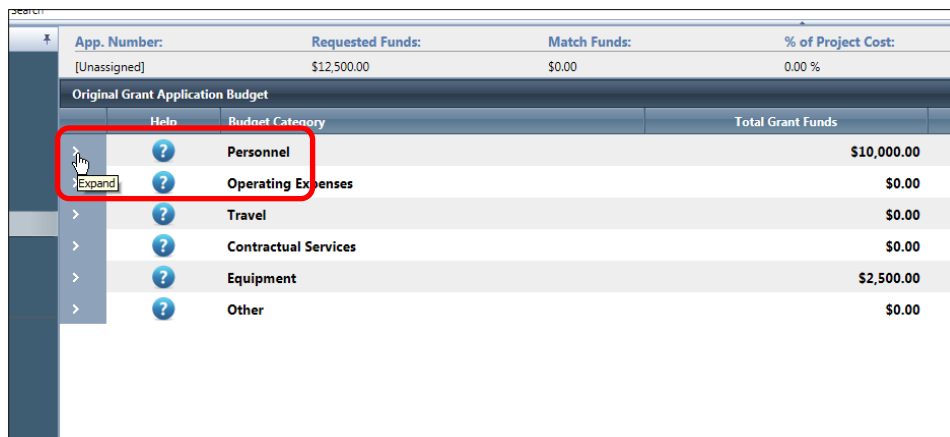 Search
App. Number: Requested Funds: Match Funds: % of Project Cost:
[Unassigned] $12,500.00 $0.00 0.00 %
Original Grant Application Budget
Help Budget Category Total Grant Funds
? Personnel $10,000.00
Expand ? Operating Expenses $0.00
? Travel $0.00
? Contractual Services $0.00
? Equipment $2,500.00
? Other $0.00